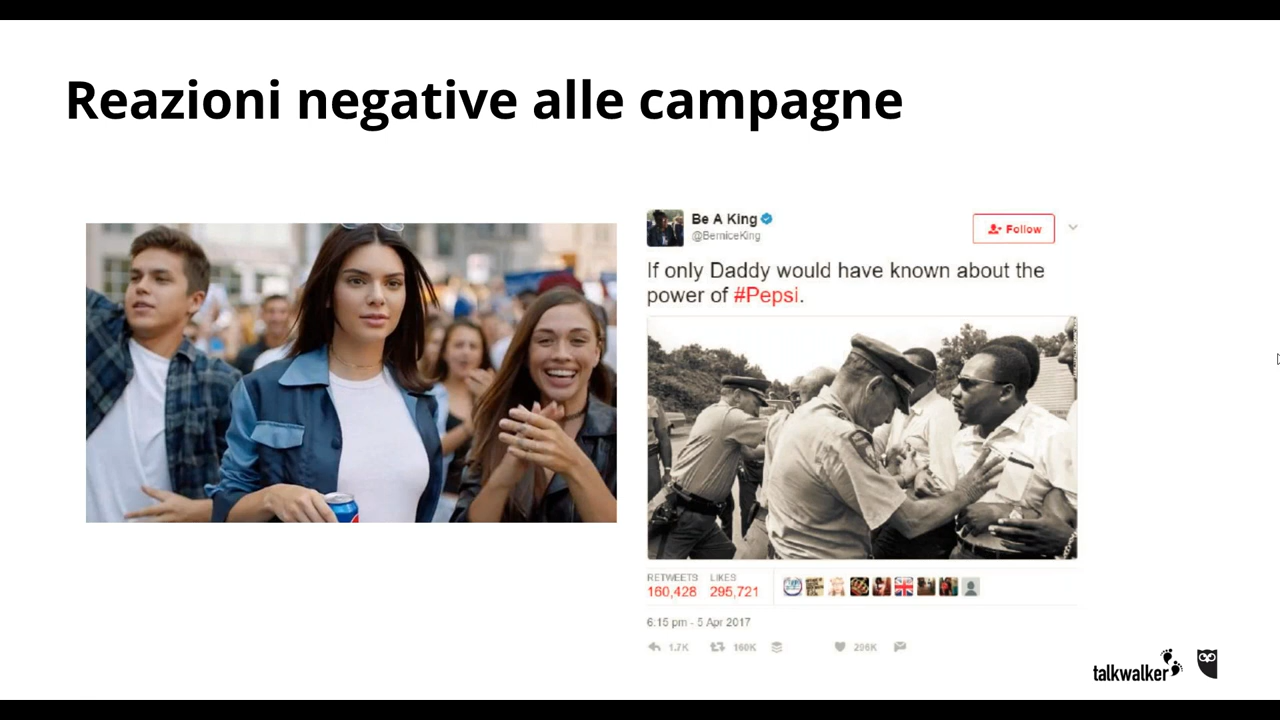 Reazioni negative alle campagne
Be A King
@BerniceKing
Follow
If only Daddy would have known about the
power of #Pepsi.
RETWEETS LIKES
160,428 295,721
6:15 pm - 5 Apr 2017
1.7K 160K 296K
talkwalker